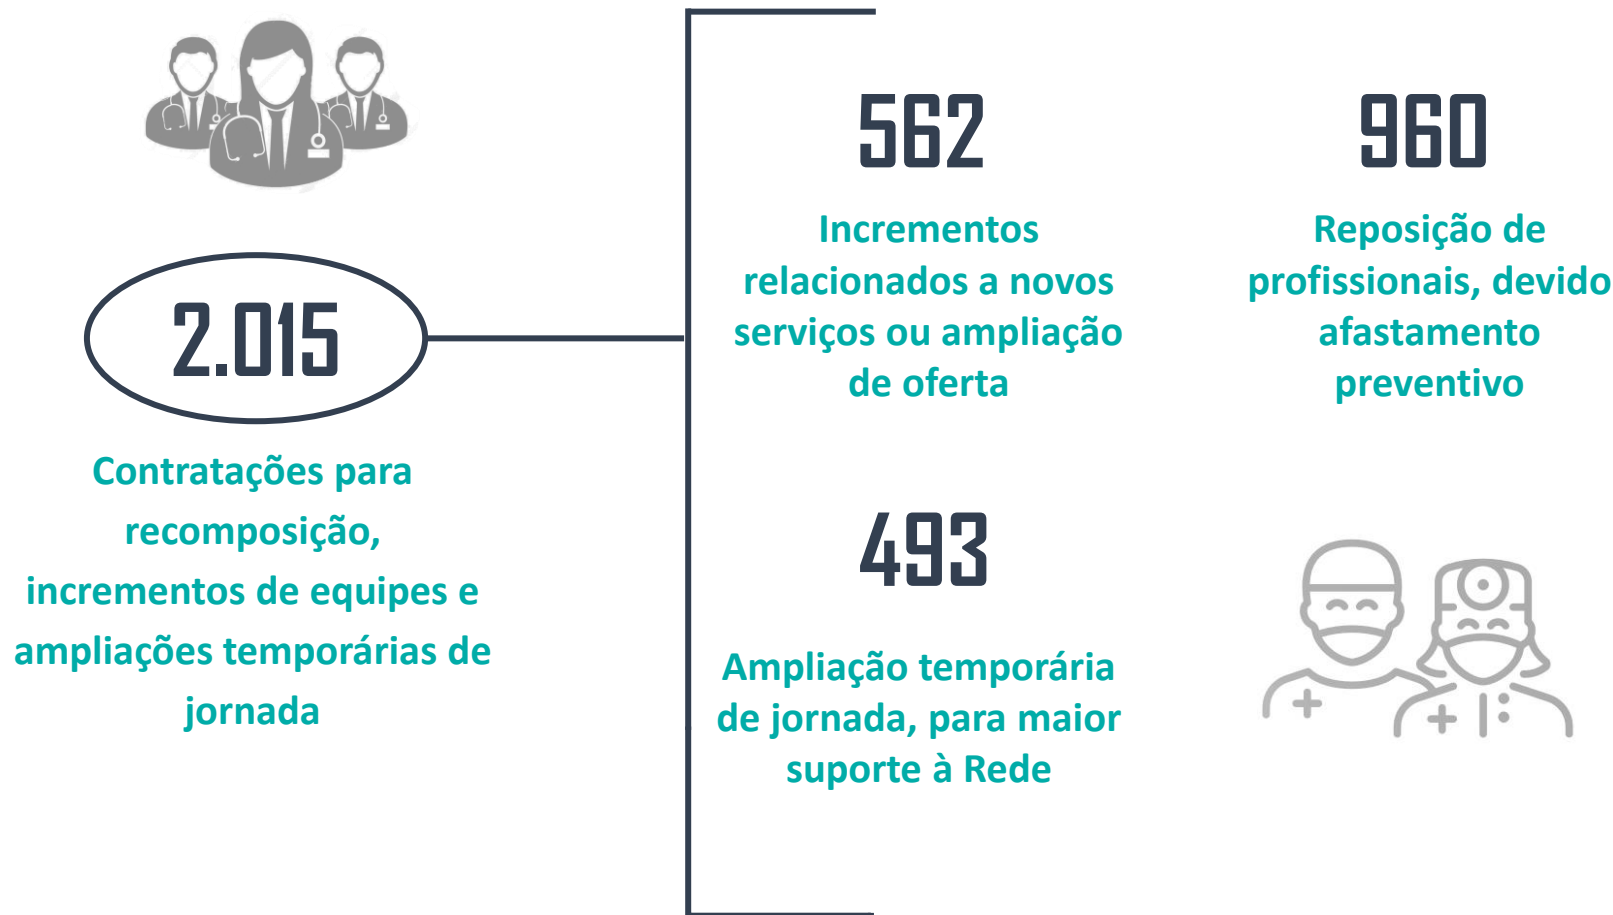 2.015
Contratações para
recomposição,
incrementos de equipes e
ampliações temporárias de
jornada
562
Incrementos
relacionados a novos
serviços ou ampliação
de oferta
960
Reposição de
profissionais, devido
afastamento
preventivo
493
Ampliação temporária
de jornada, para maior
suporte à Rede